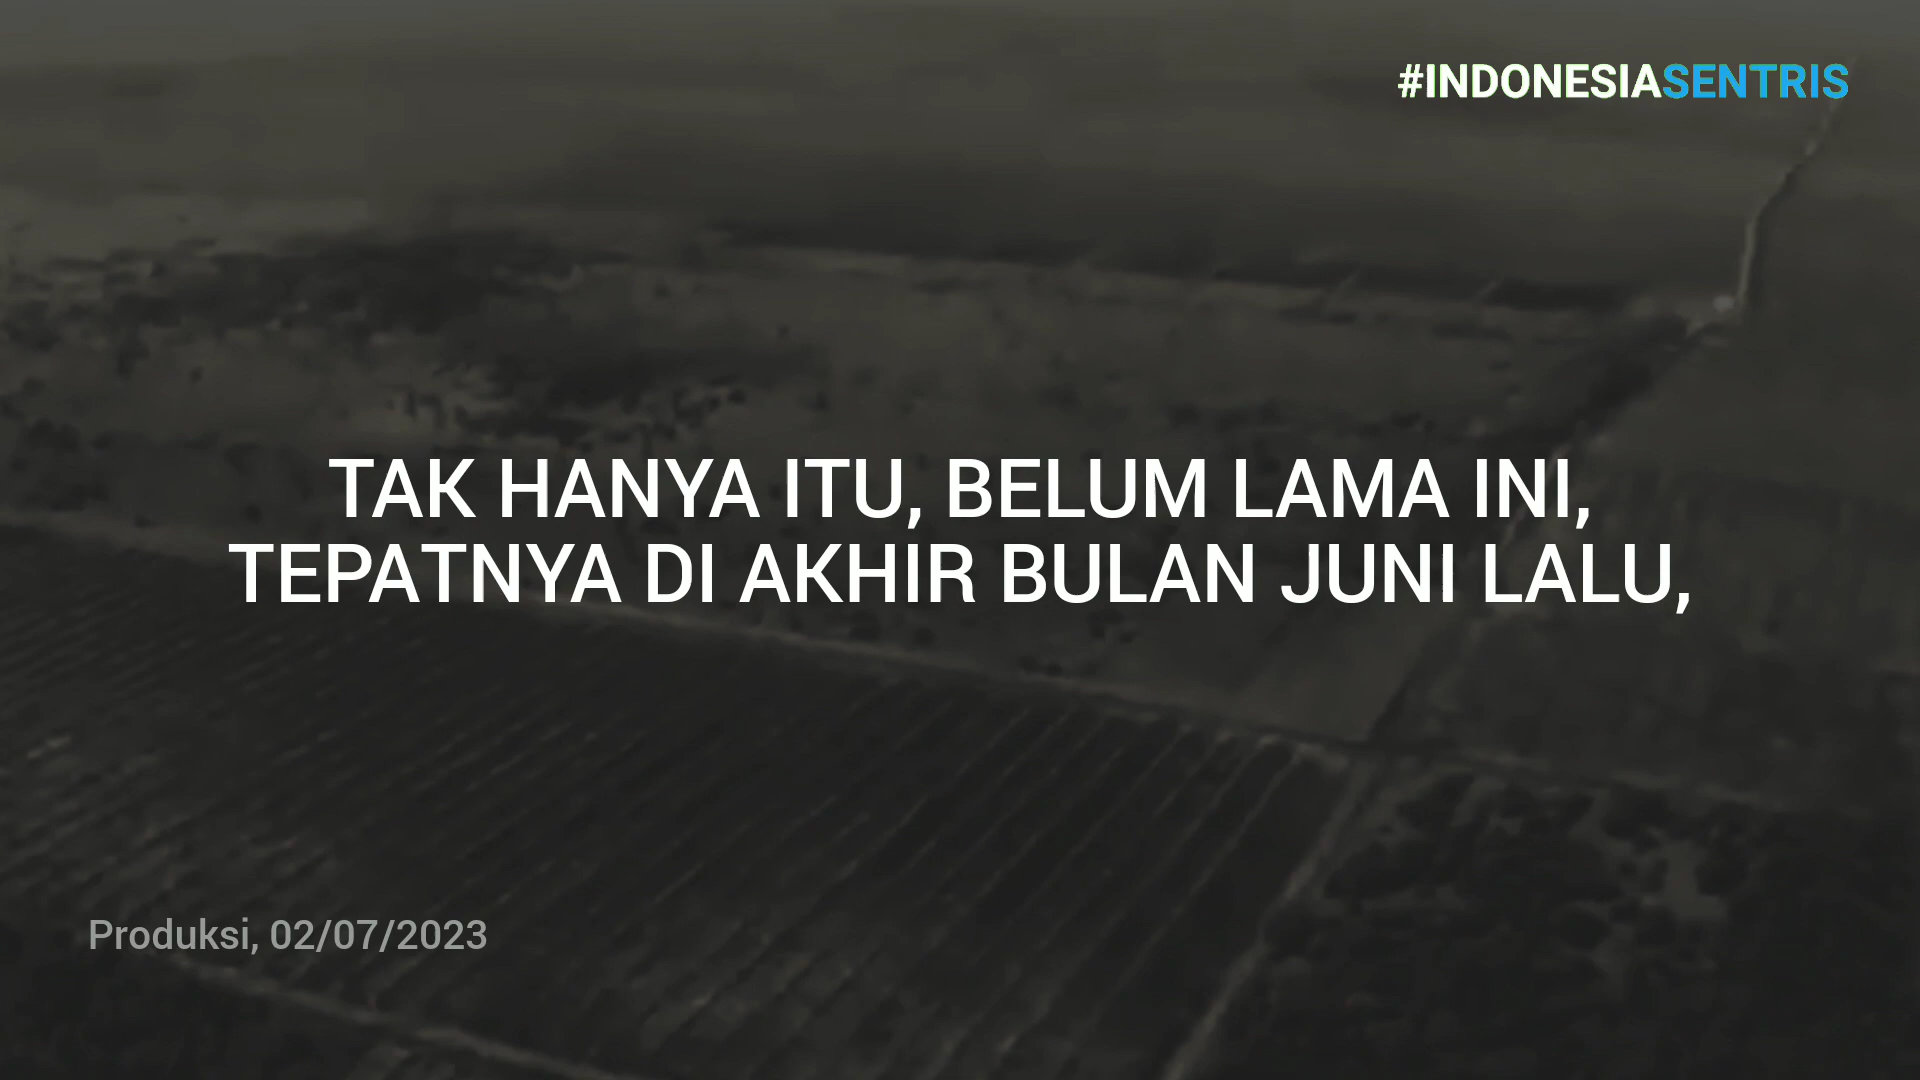 #INDONESIASENTRIS
TAK HANYA ITU, BELUM LAMA INI,
TEPATNYA DI AKHIR BULAN JUNI LALU,
Produksi, 02/07/2023